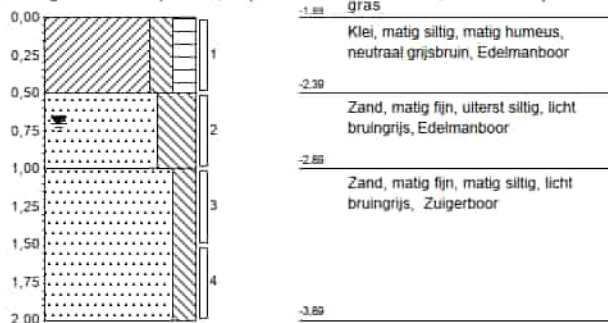 gras
0,00
-1,89
Klei, matig siltig, matig humeus,
neutraal grijsbruin, Edelmanboor
0,25
1
0,50
-2,39
Zand, matig fijn, uiterst siltig, licht
bruingrijs, Edelmanboor
0,75
2
1,00
-2,89
Zand, matig fijn, matig siltig, licht
bruingrijs, Zuigerboor
1,25
3
1,50
1,75
4
2,00
-3,89